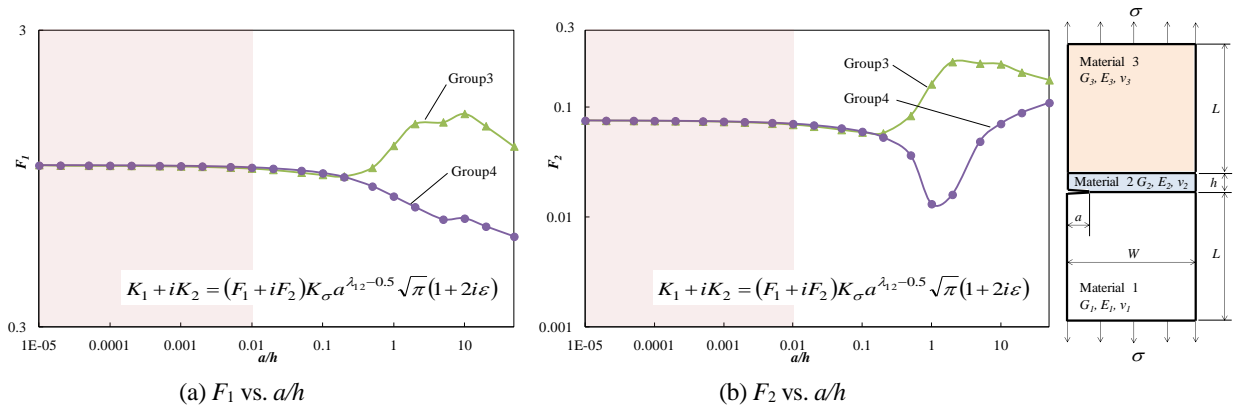 3
F₁
0.3
Group3
Group4
K₁ + iK₂ = (F₁ + iF₂)K_σ a^{λ₁₂−0.5} √π(1 + 2iε)
1E-05 0.0001 0.001 0.01 0.1 1 10
a/h
(a) F₁ vs. a/h
0.3
0.1
F₂
0.01
0.001
Group3
Group4
K₁ + iK₂ = (F₁ + iF₂)K_σ a^{λ₁₂−0.5} √π(1 + 2iε)
1E-05 0.0001 0.001 0.01 0.1 1 10
a/h
(b) F₂ vs. a/h
σ
Material 3
G₃, E₃, ν₃
L
Material 2 G₂, E₂, ν₂
h
a
W
L
Material 1
G₁, E₁, ν₁
σ